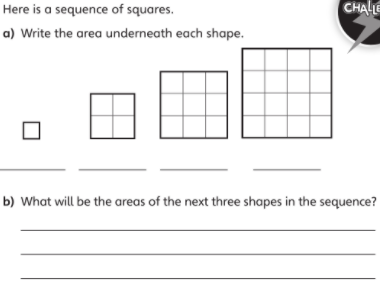 Here is a sequence of squares.
CHALLE
a) Write the area underneath each shape.
b) What will be the areas of the next three shapes in the sequence?